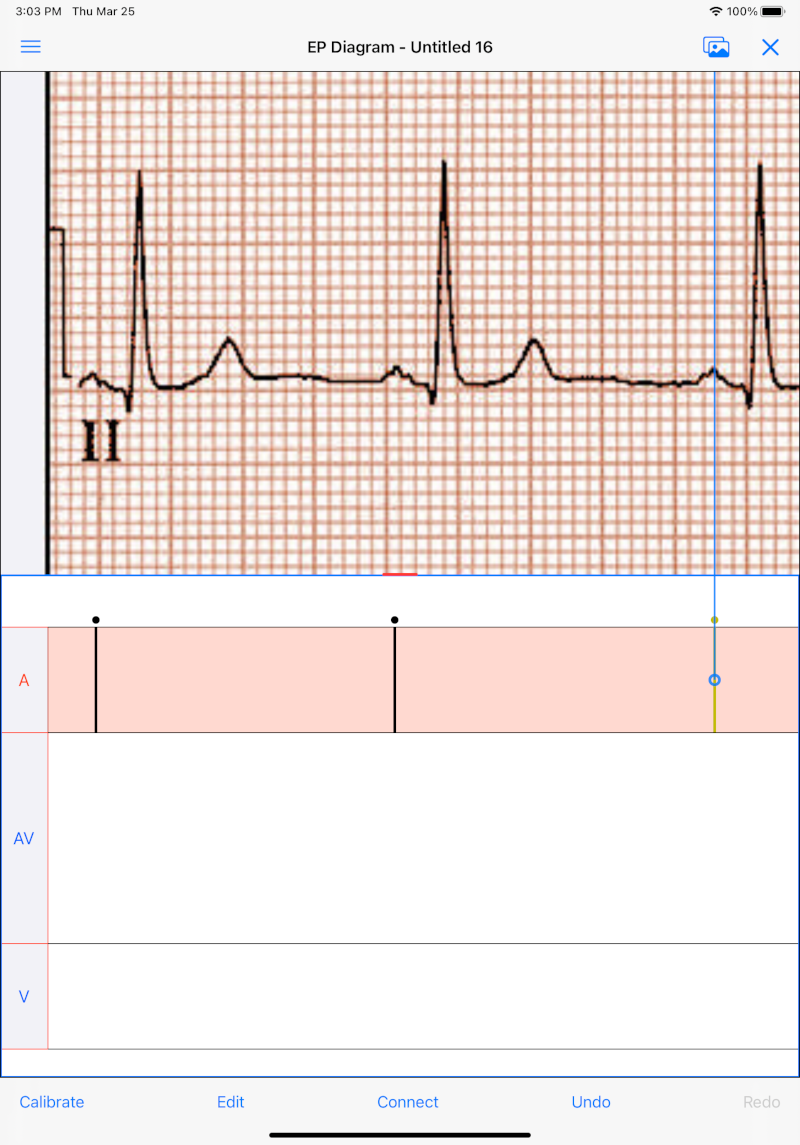 3:03 PM Thu Mar 25 100%
EP Diagram - Untitled 16
II
A
AV
V
Calibrate Edit Connect Undo Redo